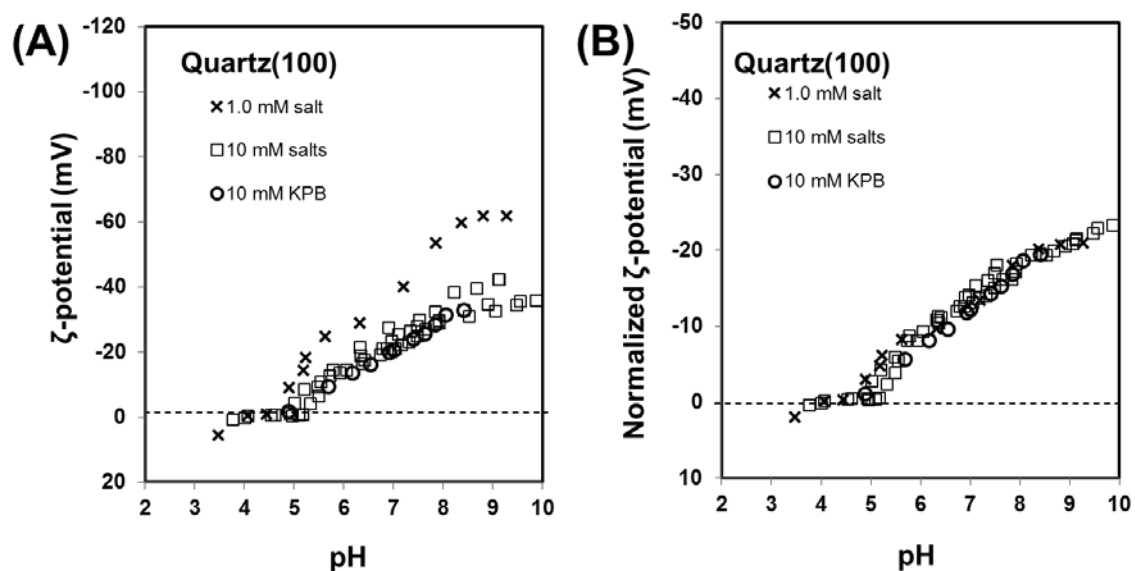 (A)
ζ-potential (mV)
-120
-100
-80
-60
-40
-20
0
20
Quartz(100)
1.0 mM salt
10 mM salts
10 mM KPB
2 3 4 5 6 7 8 9 10
pH
(B)
Normalized ζ-potential (mV)
-50
-40
-30
-20
-10
0
10
Quartz(100)
1.0 mM salt
10 mM salts
10 mM KPB
2 3 4 5 6 7 8 9 10
pH